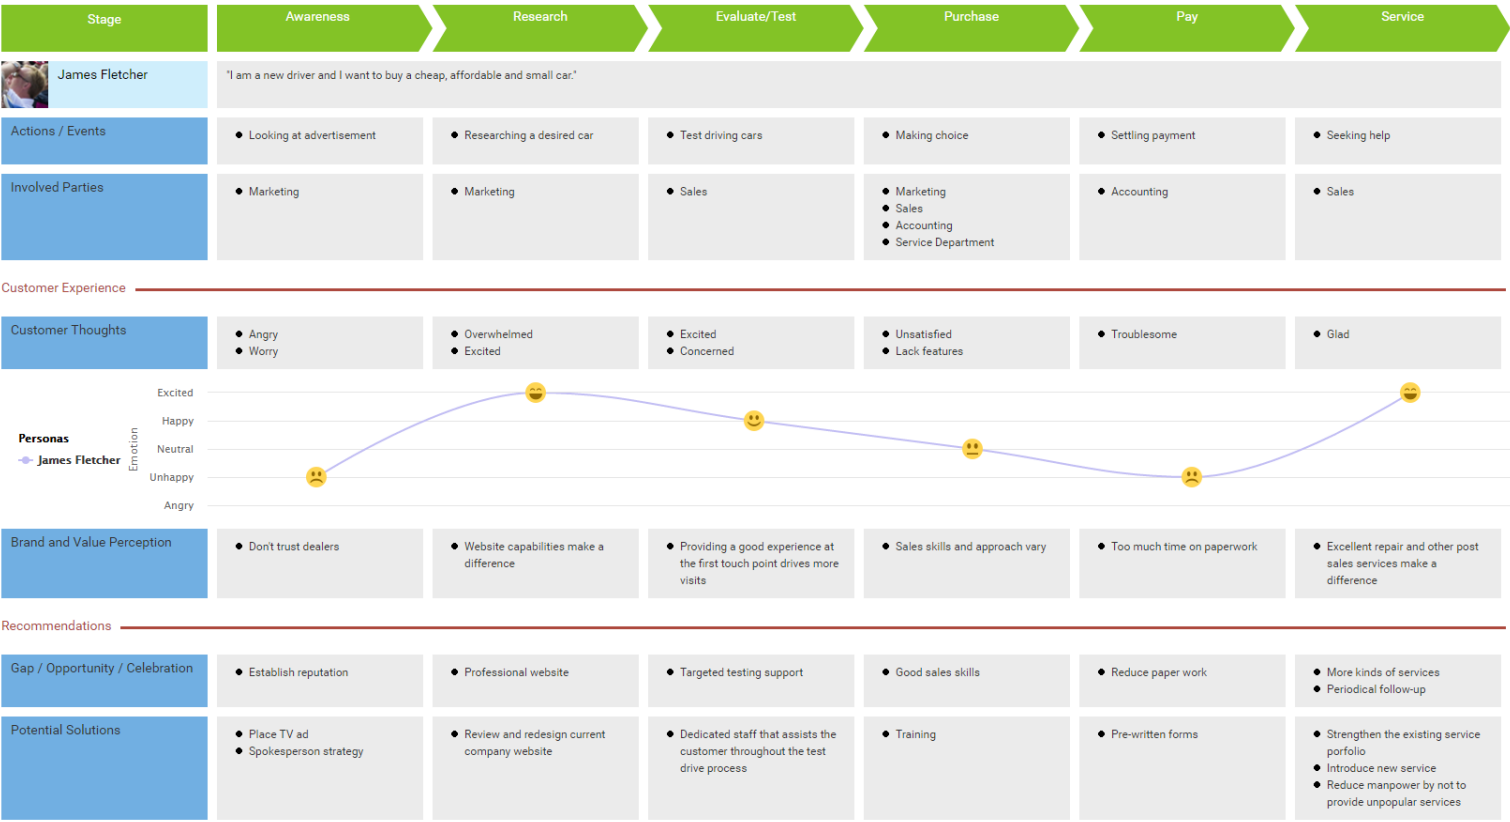 Stage
Awareness
Research
Evaluate/Test
Purchase
Pay
Service
James Fletcher
"I am a new driver and I want to buy a cheap, affordable and small car."
Actions / Events
Looking at advertisement
Researching a desired car
Test driving cars
Making choice
Settling payment
Seeking help
Involved Parties
Marketing
Marketing
Sales
Marketing
Sales
Accounting
Service Department
Accounting
Sales
Customer Experience
Customer Thoughts
Angry
Worry
Overwhelmed
Excited
Excited
Concerned
Unsatisfied
Lack features
Troublesome
Glad
Personas
James Fletcher
Emotion
Excited
Happy
Neutral
Unhappy
Angry
Brand and Value Perception
Don't trust dealers
Website capabilities make a
difference
Providing a good experience at
the first touch point drives more
visits
Sales skills and approach vary
Too much time on paperwork
Excellent repair and other post
sales services make a
difference
Recommendations
Gap / Opportunity / Celebration
Establish reputation
Professional website
Targeted testing support
Good sales skills
Reduce paper work
More kinds of services
Periodical follow-up
Potential Solutions
Place TV ad
Spokesperson strategy
Review and redesign current
company website
Dedicated staff that assists the
customer throughout the test
drive process
Training
Pre-written forms
Strengthen the existing service
porfolio
Introduce new service
Reduce manpower by not to
provide unpopular services